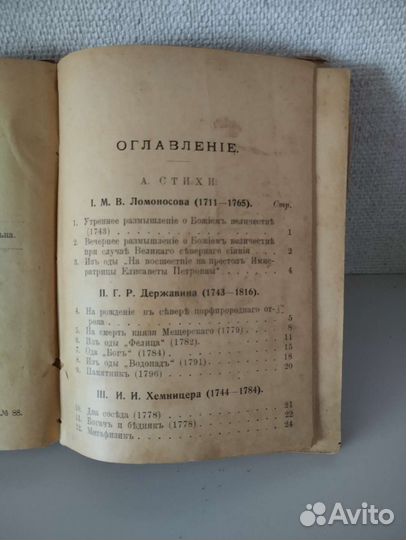 ОГЛАВЛЕНІЕ.
А. СТИХИ
I. М. В. Ломоносова (1711—1765). Стр.
1. Утреннее размышленіе о Божіемъ величествѣ
(1743) 1
2. Вечернее размышленіе о Божіемъ величествѣ
при случаѣ Великаго сѣвернаго сіянія 2
3. Изъ оды „На восшествіе на престолъ Импе-
ратрицы Елисаветы Петровны“ 4
II. Г. Р. Державина (1743—1816).
4. На рожденіе въ сѣверѣ порфиророднаго от-
рока 5
5. На смерть князя Мещерскаго (1779) 8
6. Изъ оды „Фелица“ (1782) 11
7. Ода „Богъ“ (1784) 15
8. Изъ оды „Водопадъ“ (1791) 18
9. Памятникъ (1796) 20
III. И. И. Хемницера (1744—1784).
10. Два сосѣда (1778) 21
11. Богачъ и бѣднякъ (1778) 22
12. Метафизикъ 24
льна.
№ 88.
Avito